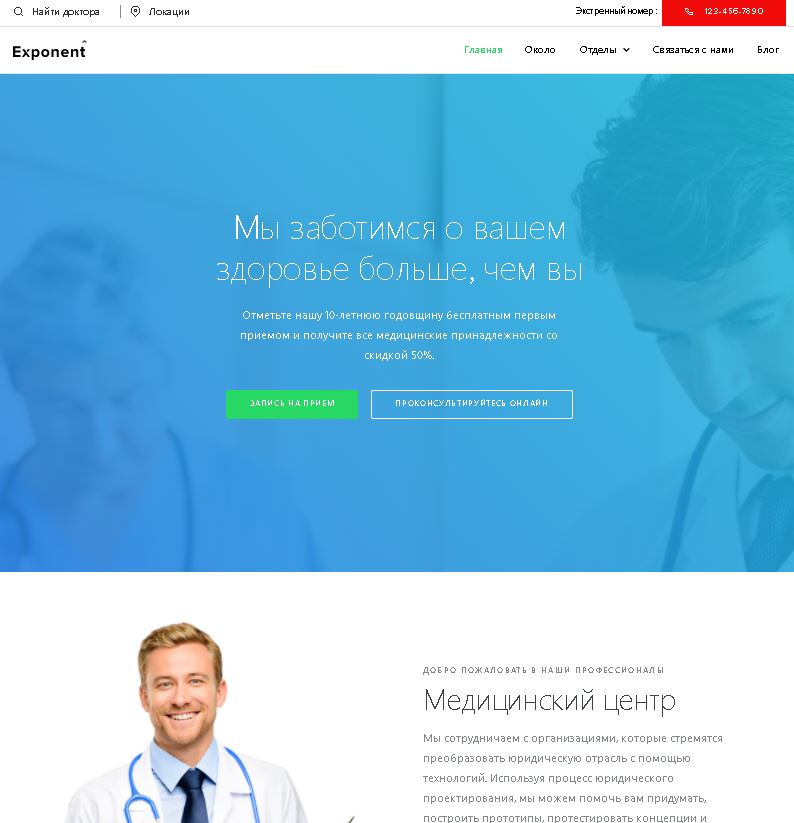 Найти доктора
Локации
Экстренный номер :
123-456-7890
Exponent
Главная
Около
Отделы
Связаться с нами
Блог
Мы заботимся о вашем
здоровье больше, чем вы
Отметьте нашу 10-летнюю годовщину бесплатным первым
приемом и получите все медицинские принадлежности со
скидкой 50%.
ЗАПИСЬ НА ПРИЕМ
ПРОКОНСУЛЬТИРУЙТЕСЬ ОНЛАЙН
ДОБРО ПОЖАЛОВАТЬ В НАШИ ПРОФЕССИОНАЛЫ
Медицинский центр
Мы сотрудничаем с организациями, которые стремятся
преобразовать юридическую отрасль с помощью
технологий. Используя процесс юридического
проектирования, мы можем помочь вам придумать,
построить прототипы, протестировать концепции и